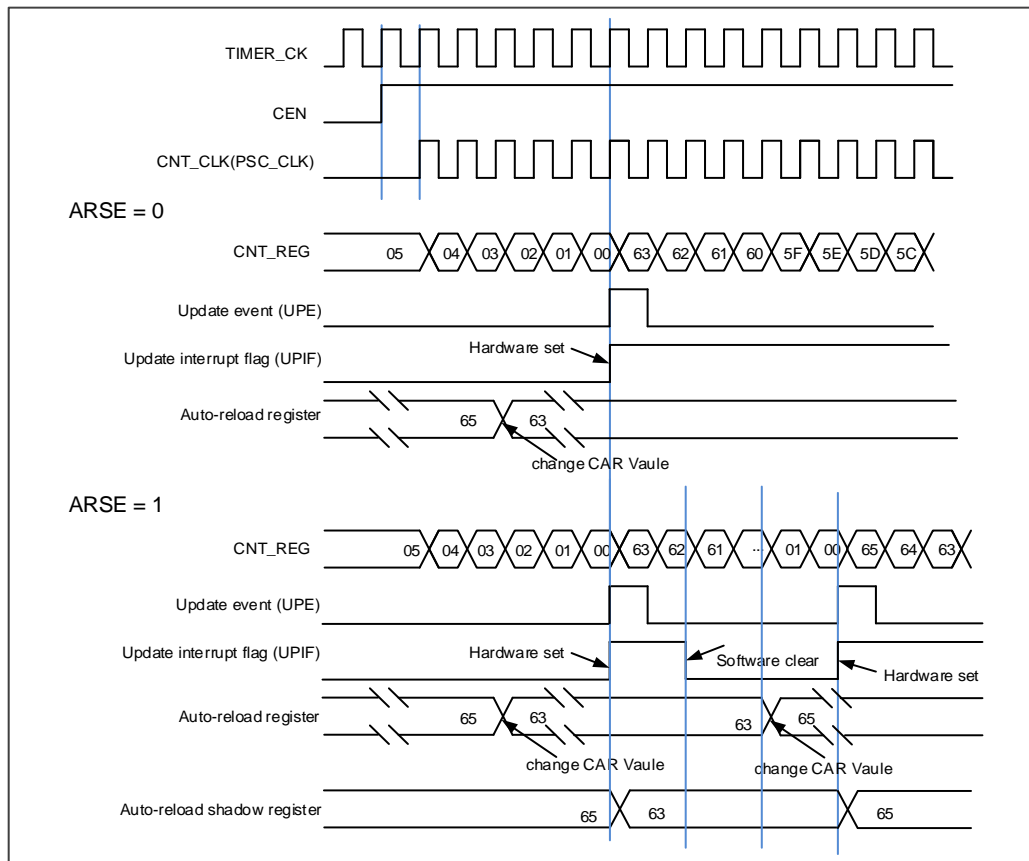 TIMER_CK
CEN
CNT_CLK(PSC_CLK)
ARSE = 0
CNT_REG 05 04 03 02 01 00 63 62 61 60 5F 5E 5D 5C
Update event (UPE)
Update interrupt flag (UPIF) Hardware set
Auto-reload register 65 63
change CAR Vaule
ARSE = 1
CNT_REG 05 04 03 02 01 00 63 62 61 ... 01 00 65 64 63
Update event (UPE)
Update interrupt flag (UPIF) Hardware set Software clear Hardware set
Auto-reload register 65 63 63 65
change CAR Vaule change CAR Vaule
Auto-reload shadow register 65 63 65